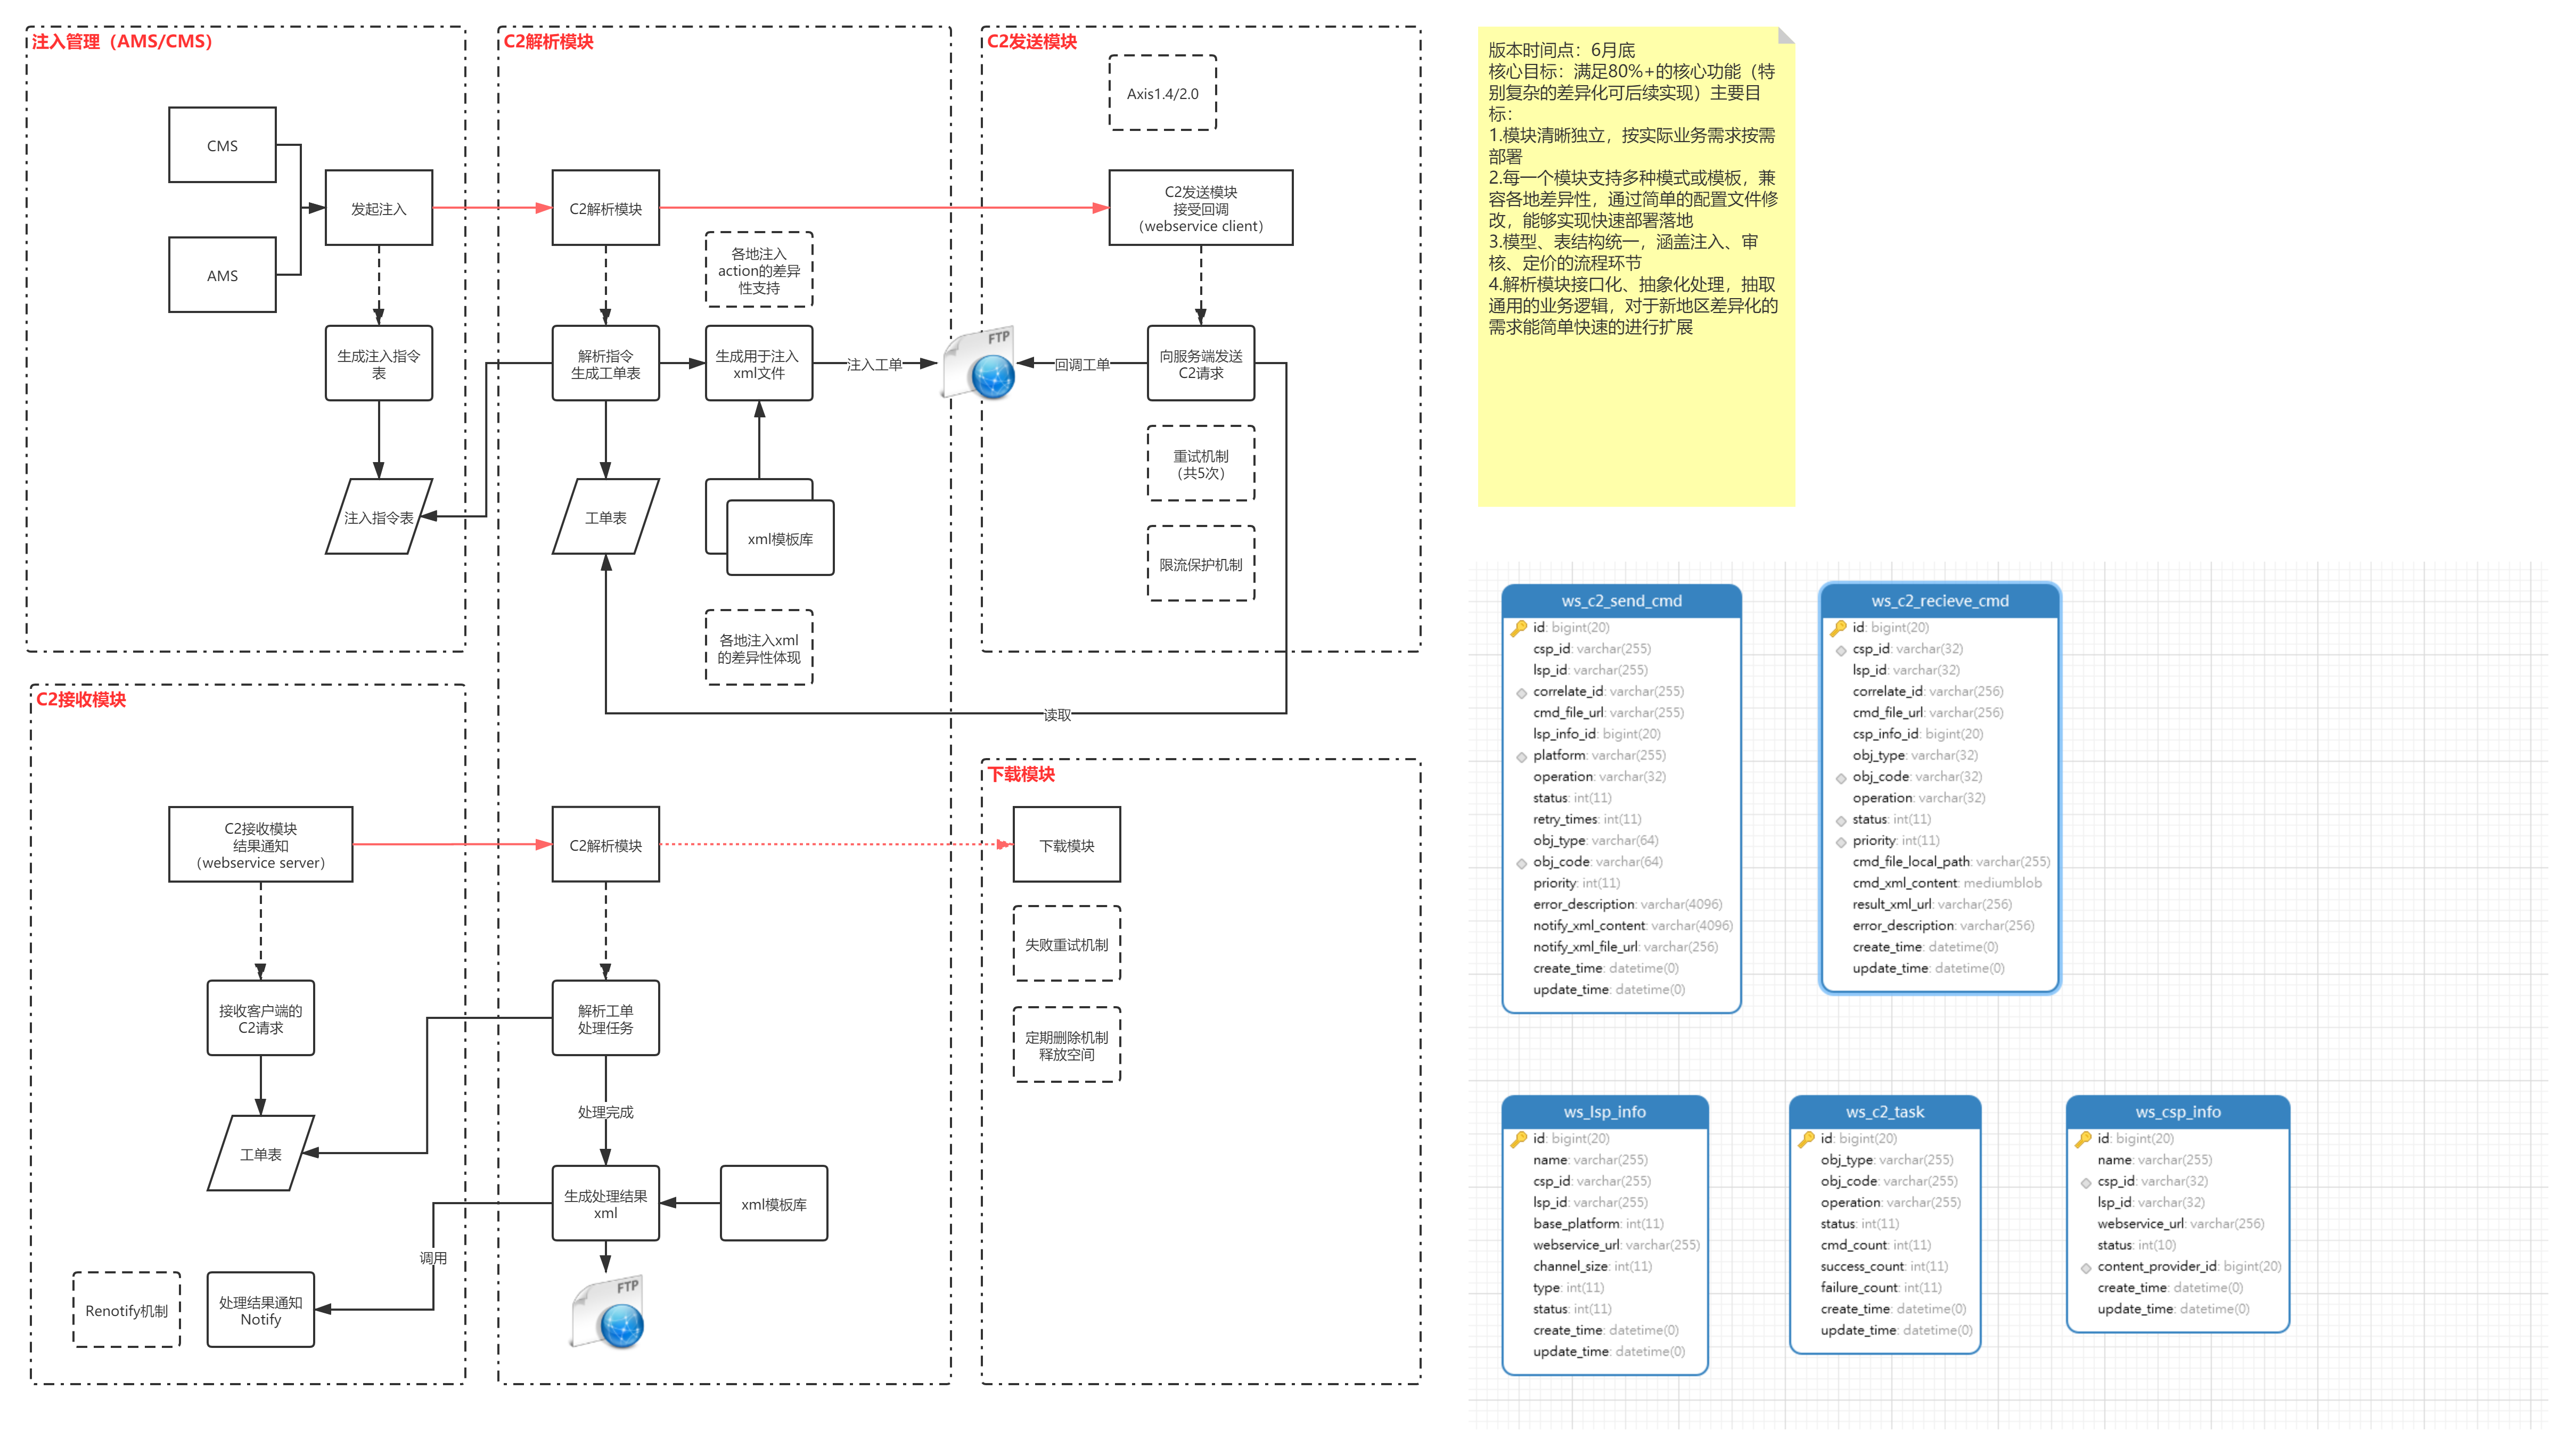 注入管理（AMS/CMS）
CMS
AMS
发起注入
生成注入指令
表
注入指令表
C2解析模块
C2解析模块
各地注入
action的差异
性支持
解析指令
生成工单表
生成用于注入
xml文件
注入工单
工单表
xml模板库
各地注入xml
的差异性体现
FTP
C2发送模块
Axis1.4/2.0
C2发送模块
接受回调
（webservice client）
回调工单
向服务端发送
C2请求
重试机制
（共5次）
限流保护机制
读取
C2接收模块
C2接收模块
结果通知
（webservice server）
接收客户端的
C2请求
工单表
Renotify机制
处理结果通知
Notify
调用
C2解析模块
解析工单
处理任务
处理完成
生成处理结果
xml
xml模板库
FTP
下载模块
下载模块
失败重试机制
定期删除机制
释放空间
版本时间点：6月底
核心目标：满足80%+的核心功能（特
别复杂的差异化可后续实现）主要目
标：
1.模块清晰独立，按实际业务需求按需
部署
2.每一个模块支持多种模式或模板，兼
容各地差异性，通过简单的配置文件修
改，能够实现快速部署落地
3.模型、表结构统一，涵盖注入、审
核、定价的流程环节
4.解析模块接口化、抽象化处理，抽取
通用的业务逻辑，对于新地区差异化的
需求能简单快速的进行扩展
ws_c2_send_cmd
id: bigint(20)
csp_id: varchar(255)
lsp_id: varchar(255)
correlate_id: varchar(255)
cmd_file_url: varchar(255)
lsp_info_id: bigint(20)
platform: varchar(255)
operation: varchar(32)
status: int(11)
retry_times: int(11)
obj_type: varchar(64)
obj_code: varchar(64)
priority: int(11)
error_description: varchar(4096)
notify_xml_content: varchar(4096)
notify_xml_file_url: varchar(256)
create_time: datetime(0)
update_time: datetime(0)
ws_c2_recieve_cmd
id: bigint(20)
csp_id: varchar(32)
lsp_id: varchar(32)
correlate_id: varchar(256)
cmd_file_url: varchar(256)
csp_info_id: bigint(20)
obj_type: varchar(32)
obj_code: varchar(32)
operation: varchar(32)
status: int(11)
priority: int(11)
cmd_file_local_path: varchar(255)
cmd_xml_content: mediumblob
result_xml_url: varchar(256)
error_description: varchar(256)
create_time: datetime(0)
update_time: datetime(0)
ws_lsp_info
id: bigint(20)
name: varchar(255)
csp_id: varchar(255)
lsp_id: varchar(255)
base_platform: int(11)
webservice_url: varchar(255)
channel_size: int(11)
type: int(11)
status: int(11)
create_time: datetime(0)
update_time: datetime(0)
ws_c2_task
id: bigint(20)
obj_type: varchar(255)
obj_code: varchar(255)
operation: varchar(255)
status: int(11)
cmd_count: int(11)
success_count: int(11)
failure_count: int(11)
create_time: datetime(0)
update_time: datetime(0)
ws_csp_info
id: bigint(20)
name: varchar(255)
csp_id: varchar(32)
lsp_id: varchar(32)
webservice_url: varchar(256)
status: int(10)
content_provider_id: bigint(20)
create_time: datetime(0)
update_time: datetime(0)